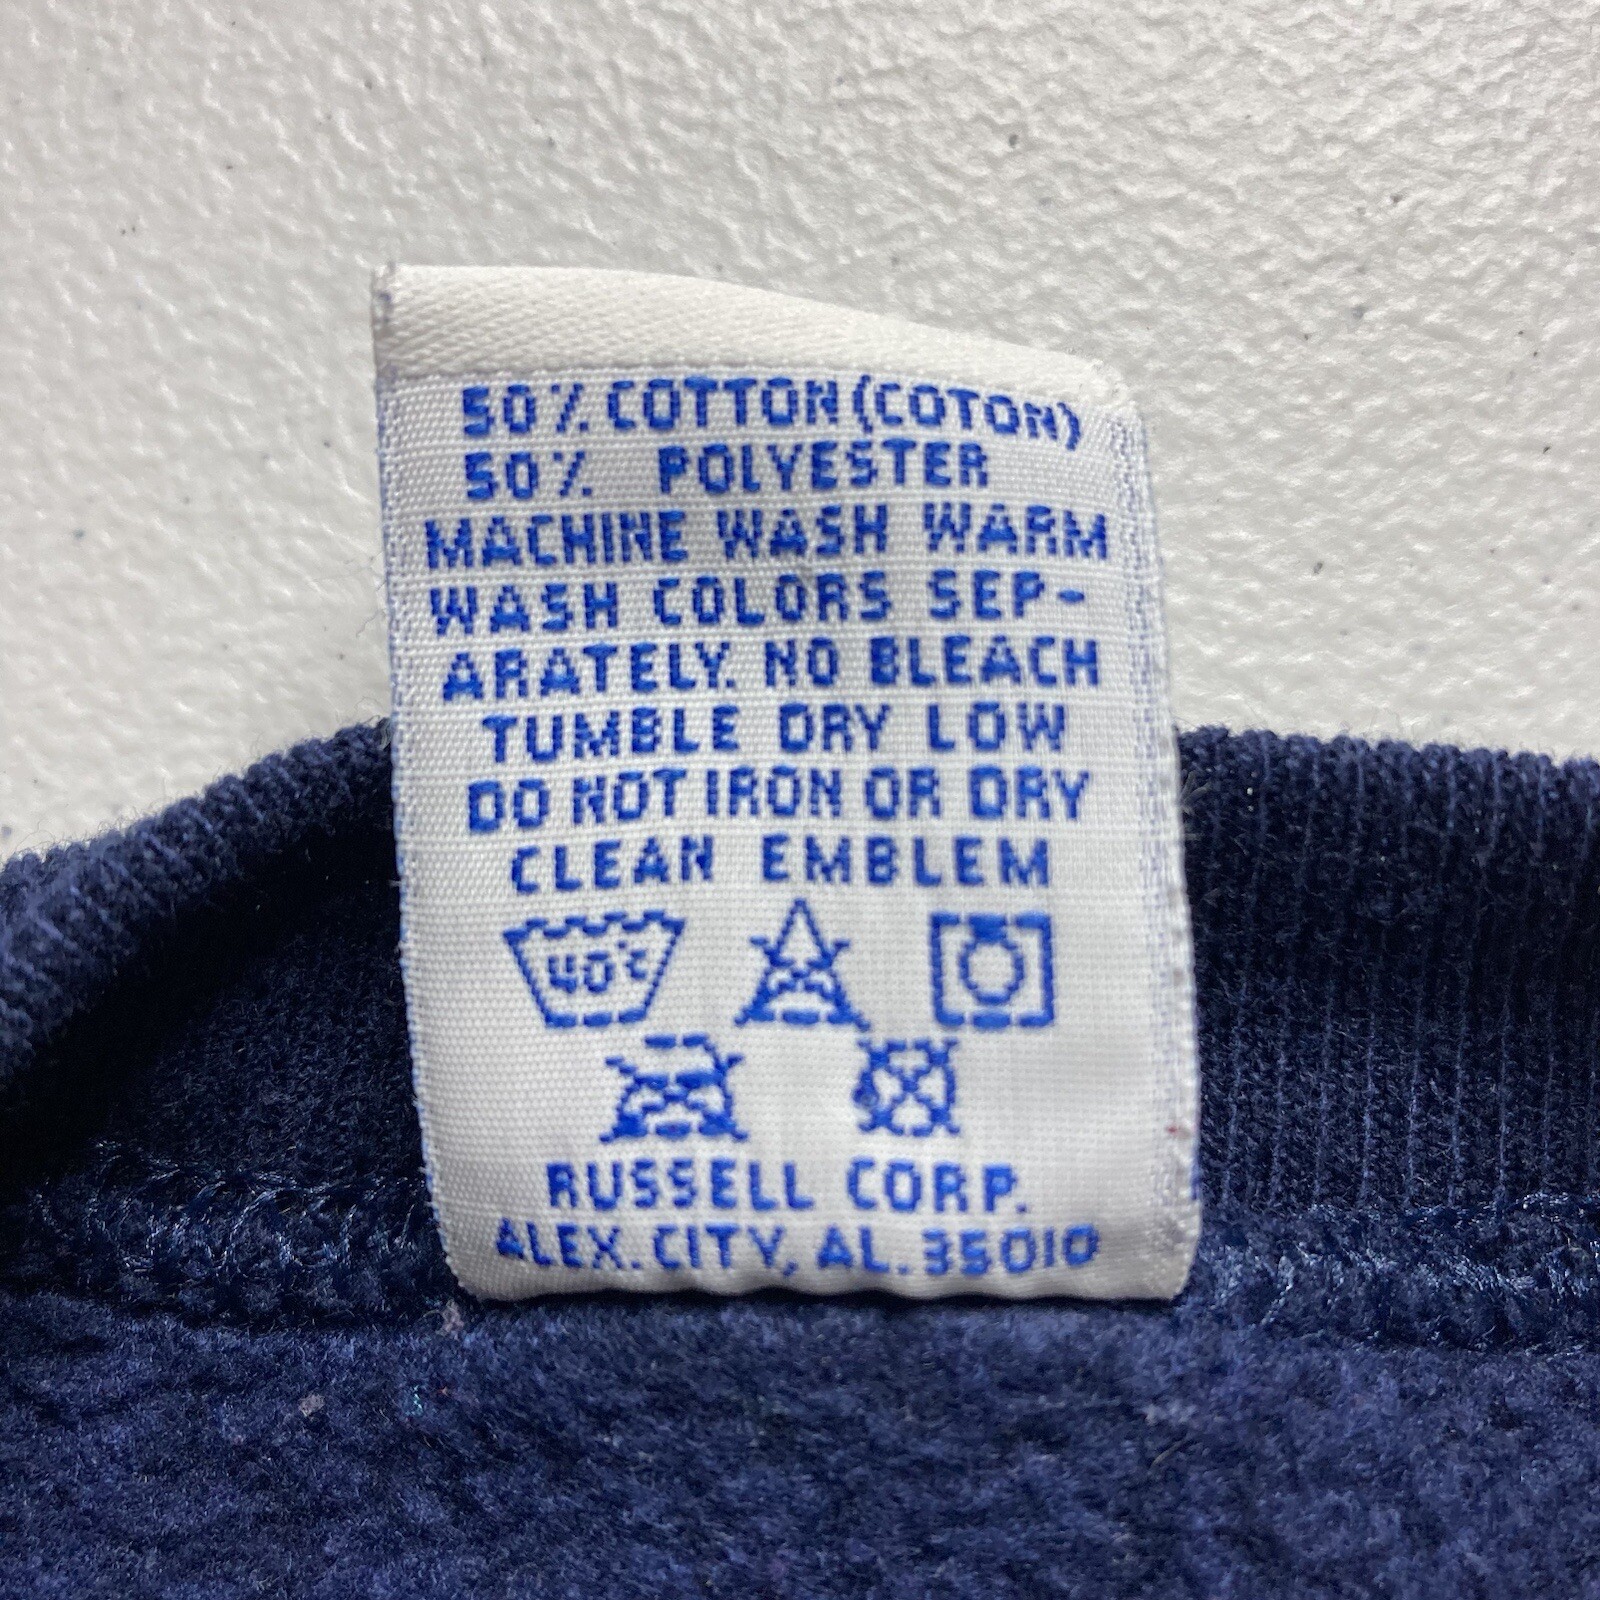 50% COTTON (COTON)
50% POLYESTER
MACHINE WASH WARM
WASH COLORS SEP-
ARATELY. NO BLEACH
TUMBLE DRY LOW
DO NOT IRON OR DRY
CLEAN EMBLEM
40°C
RUSSELL CORP.
ALEX. CITY, AL. 35010